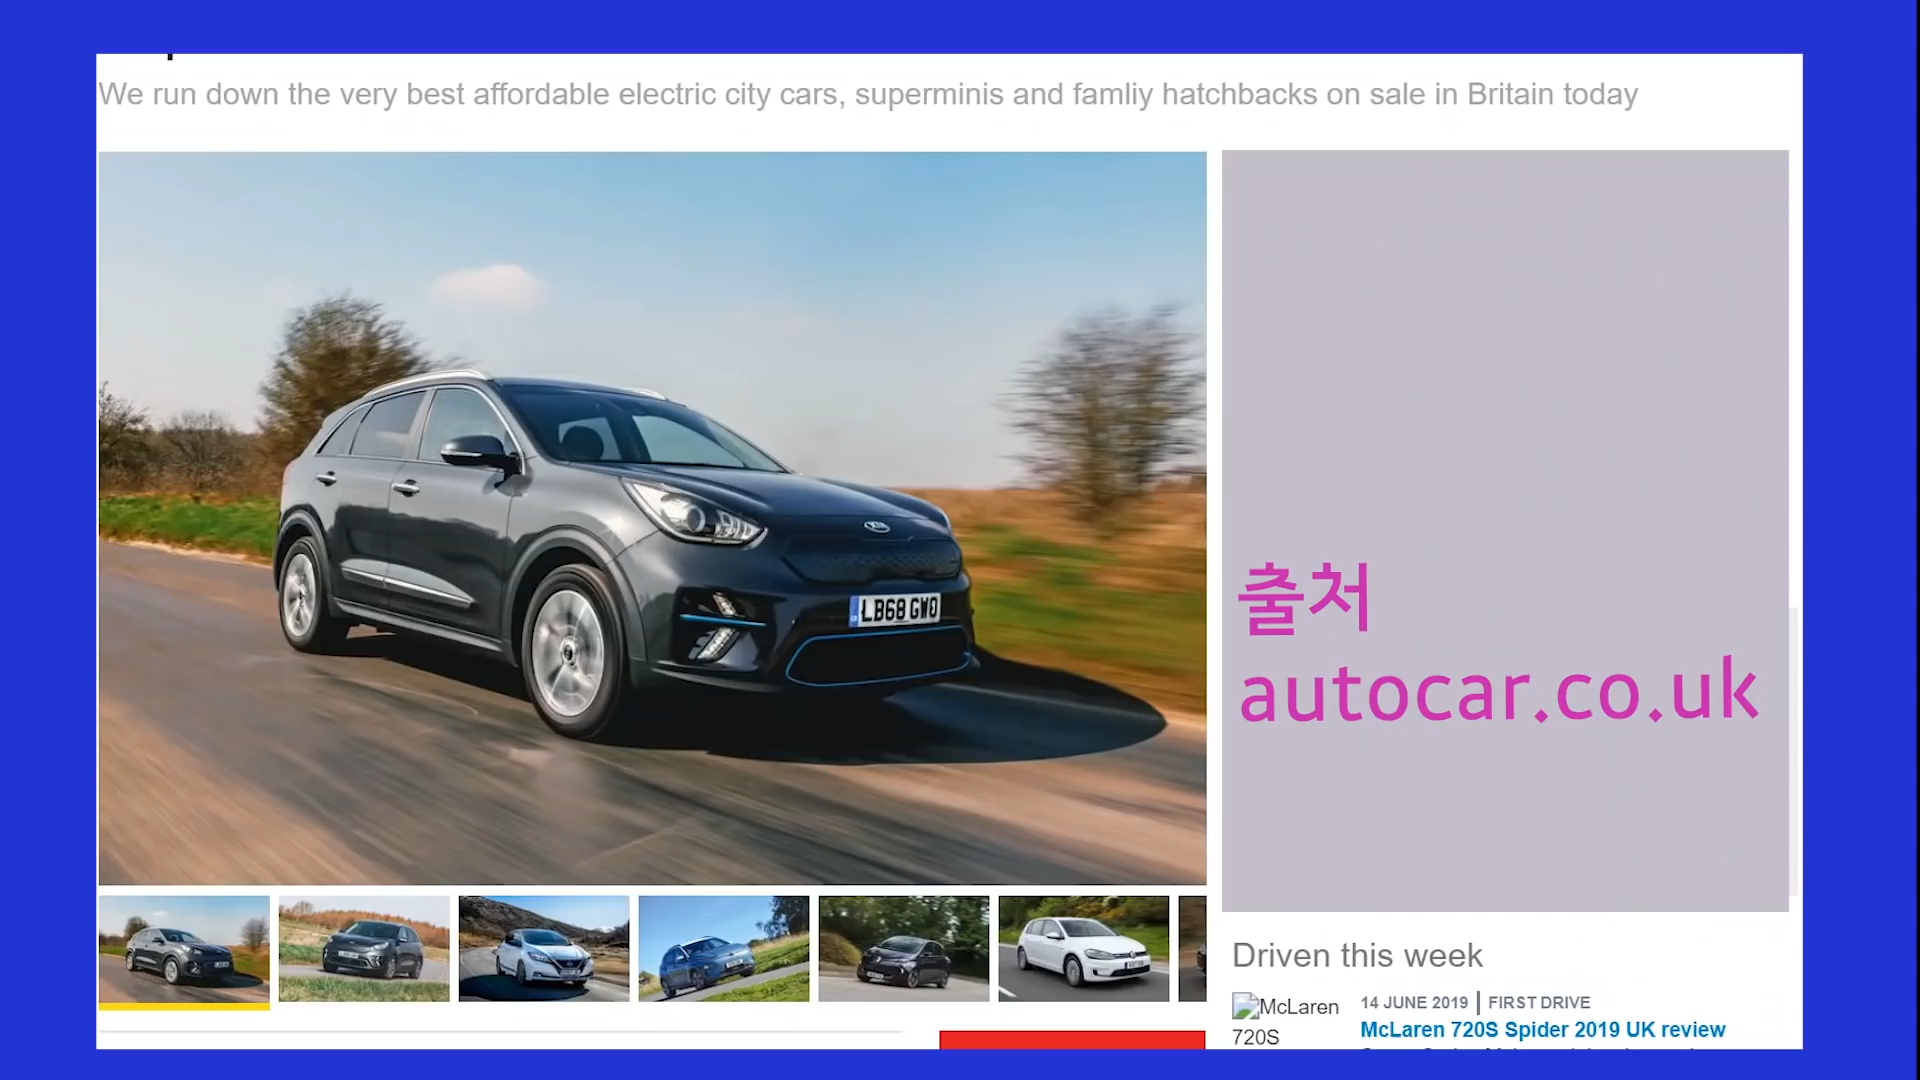 We run down the very best affordable electric city cars, superminis and famliy hatchbacks on sale in Britain today
KIA
LB68 GWO
출처
autocar.co.uk
Driven this week
McLaren
720S
14 JUNE 2019 | FIRST DRIVE
McLaren 720S Spider 2019 UK review